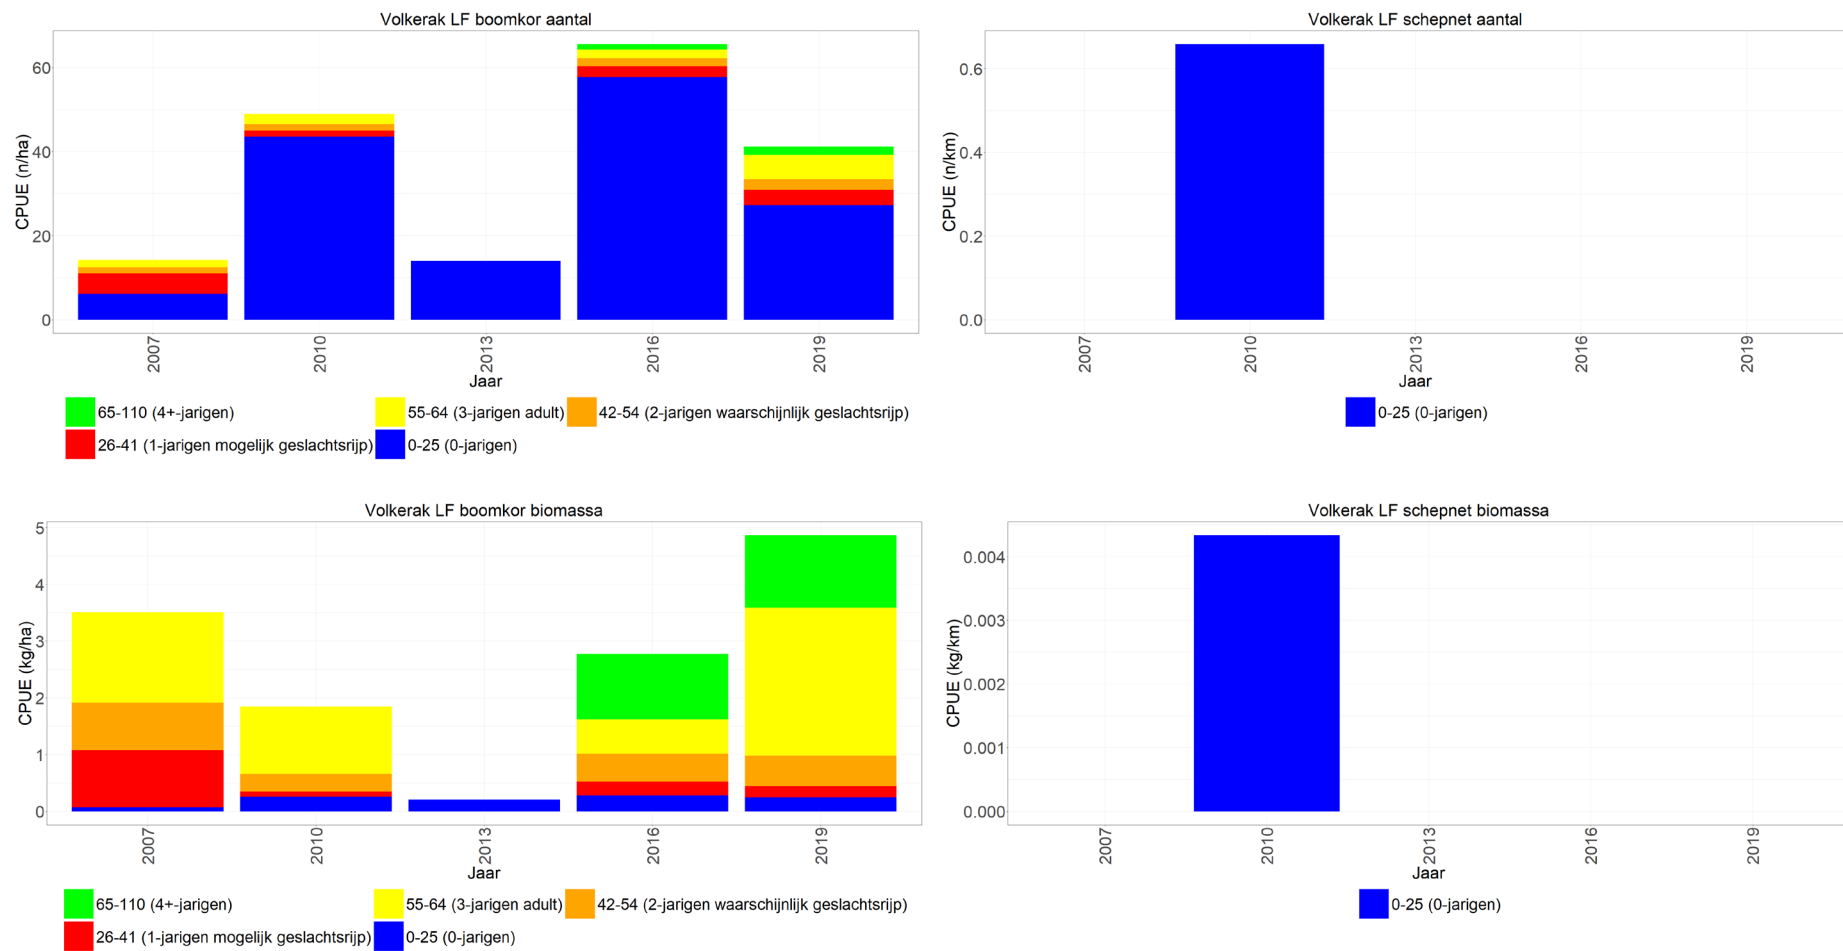 Volkerak LF boomkor aantal
CPUE (n/ha)
60
40
20
0
2007
2010
2013
2016
2019
Jaar
65-110 (4+-jarigen)
55-64 (3-jarigen adult)
42-54 (2-jarigen waarschijnlijk geslachtsrijp)
26-41 (1-jarigen mogelijk geslachtsrijp)
0-25 (0-jarigen)
Volkerak LF schepnet aantal
CPUE (n/km)
0.6
0.4
0.2
0.0
2007
2010
2013
2016
2019
Jaar
0-25 (0-jarigen)
Volkerak LF boomkor biomassa
CPUE (kg/ha)
5
4
3
2
1
0
2007
2010
2013
2016
2019
Jaar
65-110 (4+-jarigen)
55-64 (3-jarigen adult)
42-54 (2-jarigen waarschijnlijk geslachtsrijp)
26-41 (1-jarigen mogelijk geslachtsrijp)
0-25 (0-jarigen)
Volkerak LF schepnet biomassa
CPUE (kg/km)
0.004
0.003
0.002
0.001
0.000
2007
2010
2013
2016
2019
Jaar
0-25 (0-jarigen)